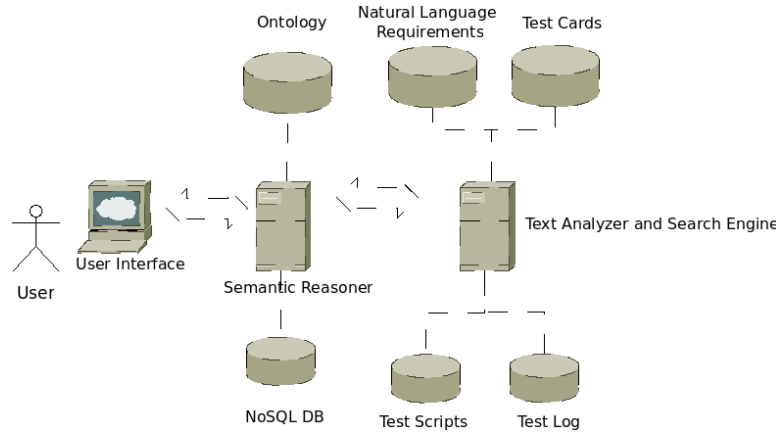 Ontology
Natural Language
Requirements
Test Cards
Text Analyzer and Search Engine
User Interface
User
Semantic Reasoner
NoSQL DB
Test Scripts
Test Log